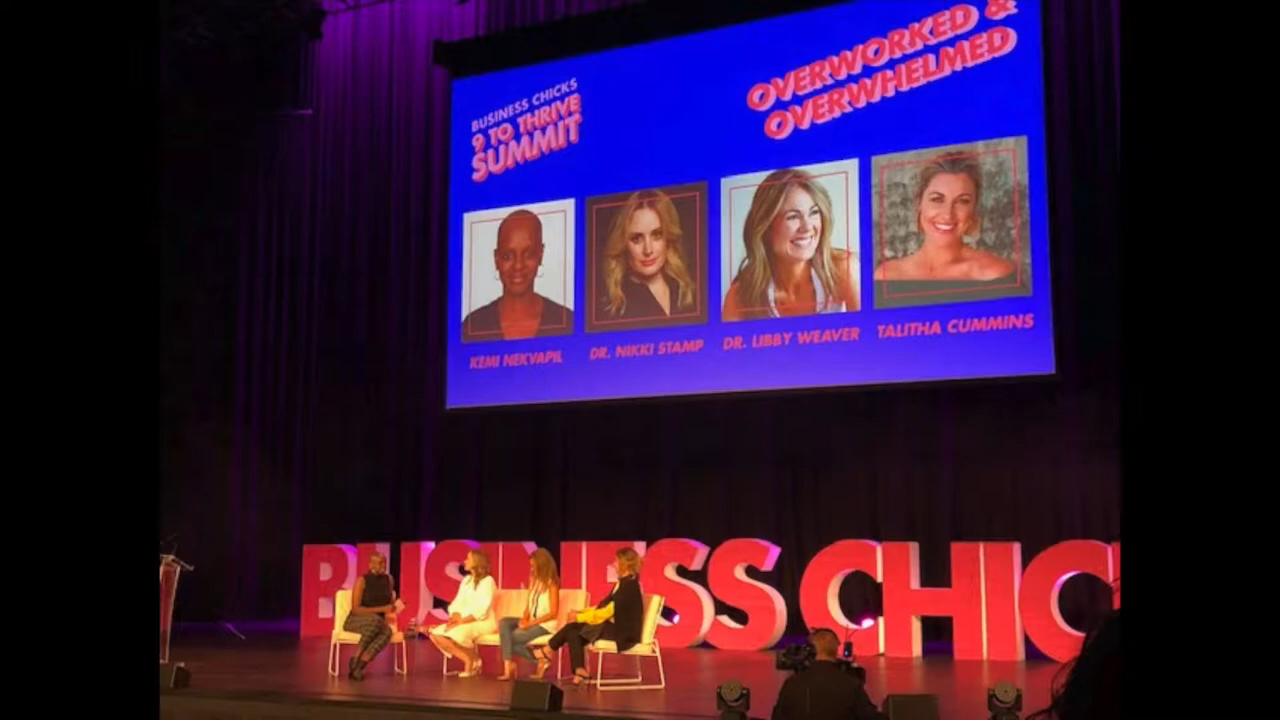 BUSINESS CHICKS
9 TO THRIVE
SUMMIT
OVERWORKED &
OVERWHELMED
KEMI NEKVAPIL
DR. NIKKI STAMP
DR. LIBBY WEAVER
TALITHA CUMMINS
BUSINESS CHIC